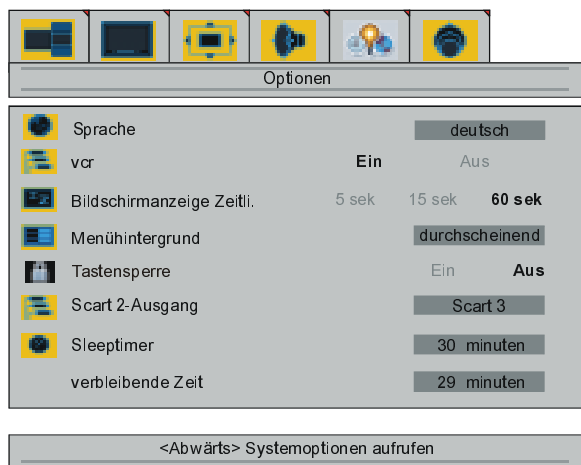 Optionen
Sprache deutsch
vcr Ein Aus
Bildschirmanzeige Zeitli. 5 sek 15 sek 60 sek
Menühintergrund durchscheinend
Tastensperre Ein Aus
Scart 2-Ausgang Scart 3
Sleeptimer 30 minuten
verbleibende Zeit 29 minuten
<Abwärts> Systemoptionen aufrufen